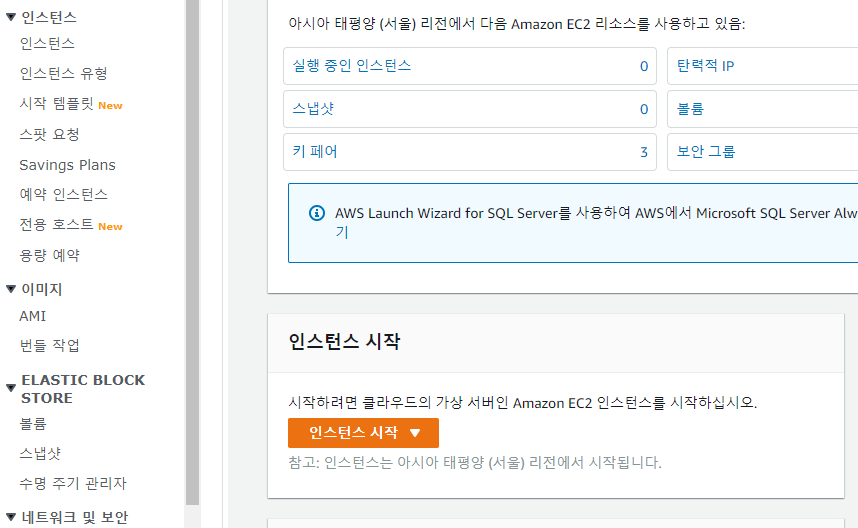 인스턴스
인스턴스
인스턴스 유형
시작 템플릿 New
스팟 요청
Savings Plans
예약 인스턴스
전용 호스트 New
용량 예약
이미지
AMI
번들 작업
ELASTIC BLOCK
STORE
볼륨
스냅샷
수명 주기 관리자
네트워크 및 보안
아시아 태평양 (서울) 리전에서 다음 Amazon EC2 리소스를 사용하고 있음:
실행 중인 인스턴스 0 탄력적 IP
스냅샷 0 볼륨
키 페어 3 보안 그룹
AWS Launch Wizard for SQL Server를 사용하여 AWS에서 Microsoft SQL Server Alw
기
인스턴스 시작
시작하려면 클라우드의 가상 서버인 Amazon EC2 인스턴스를 시작하십시오.
인스턴스 시작
참고: 인스턴스는 아시아 태평양 (서울) 리전에서 시작됩니다.